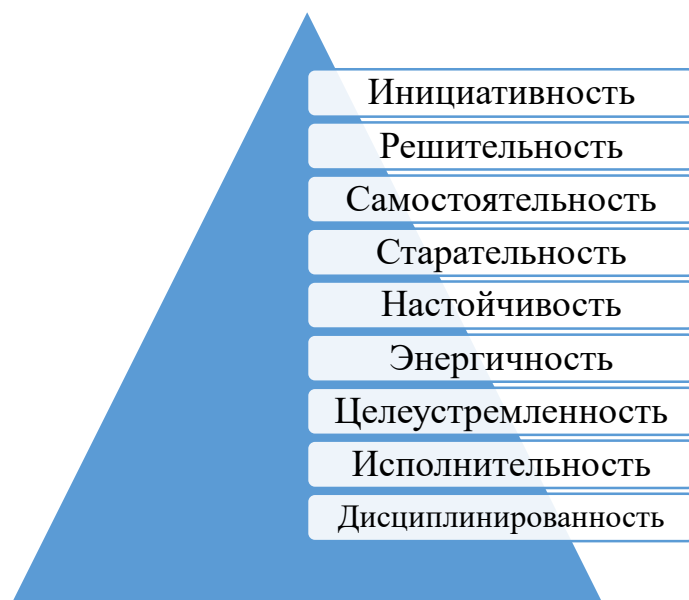 Инициативность
Решительность
Самостоятельность
Старательность
Настойчивость
Энергичность
Целеустремленность
Исполнительность
Дисциплинированность